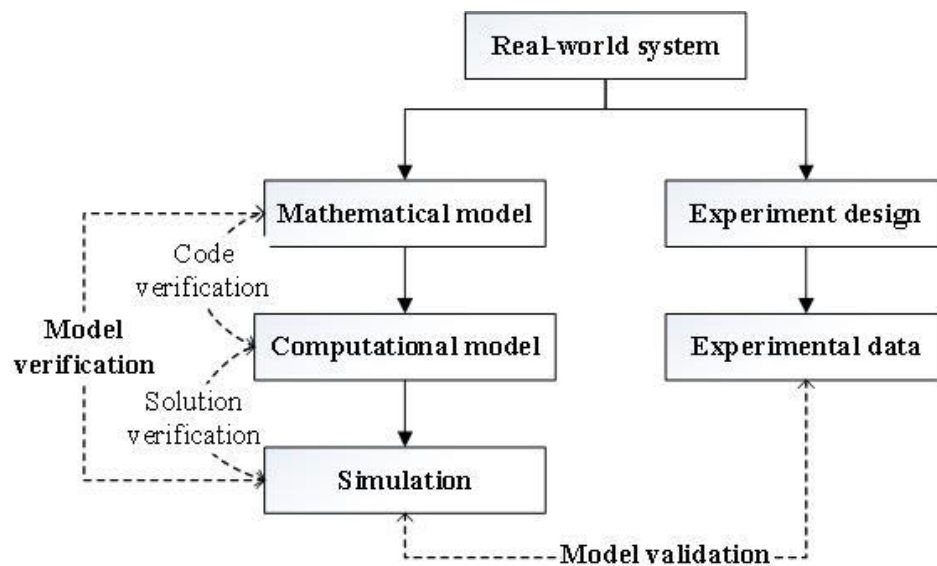 Real-world system
Mathematical model
Experiment design
Code
verification
Model
verification
Computational model
Experimental data
Solution
verification
Simulation
Model validation